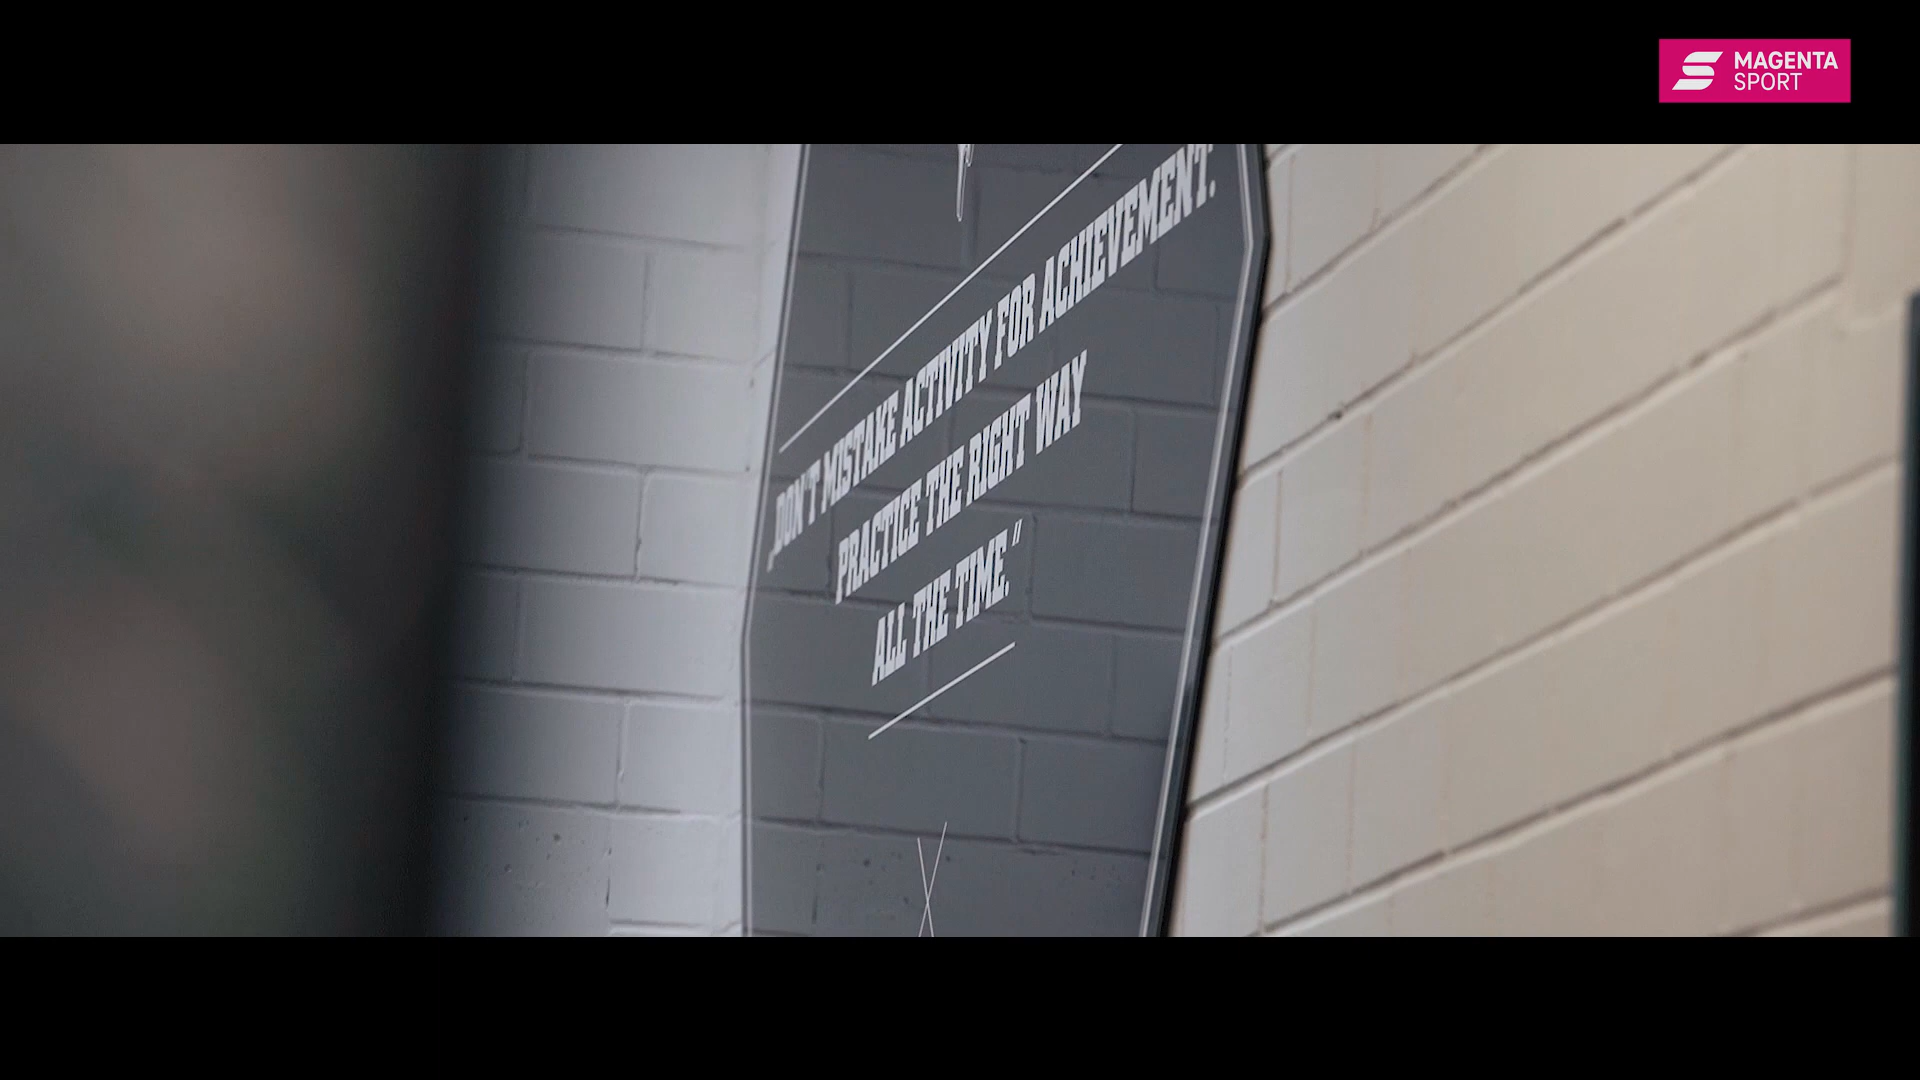 MAGENTA
SPORT
„DON'T MISTAKE ACTIVITY FOR ACHIEVEMENT.
PRACTICE THE RIGHT WAY
ALL THE TIME.”